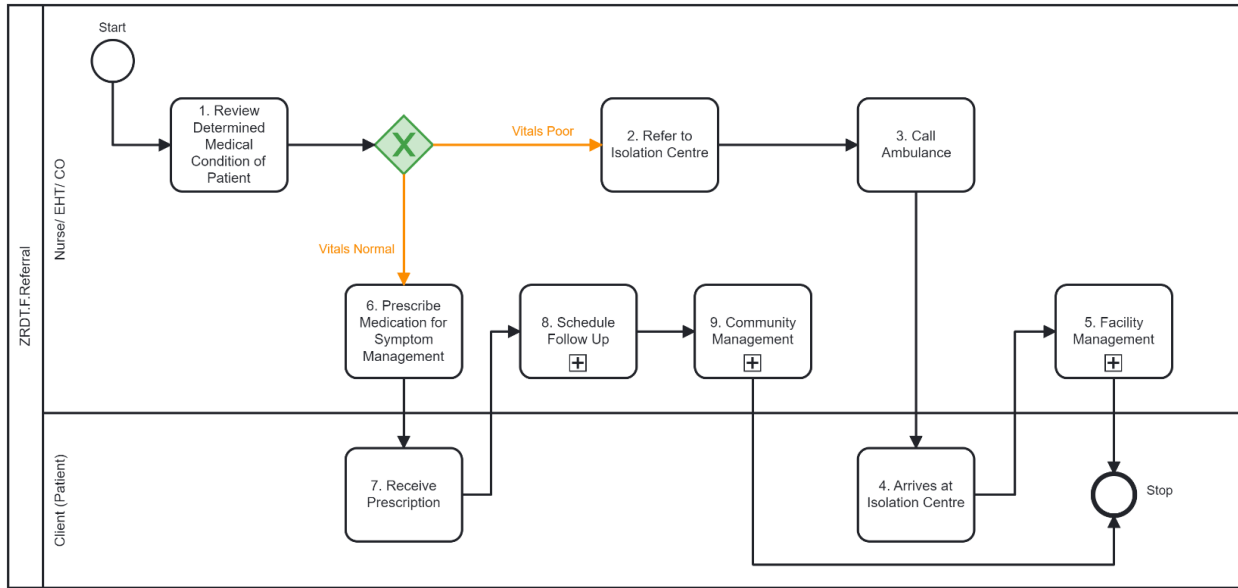 ZRDT.F.Referral
Nurse/ EHT/ CO
Start
1. Review
Determined
Medical
Condition of
Patient
X
Vitals Poor
2. Refer to
Isolation Centre
3. Call
Ambulance
Vitals Normal
6. Prescribe
Medication for
Symptom
Management
8. Schedule
Follow Up
9. Community
Management
5. Facility
Management
Client (Patient)
7. Receive
Prescription
4. Arrives at
Isolation Centre
Stop